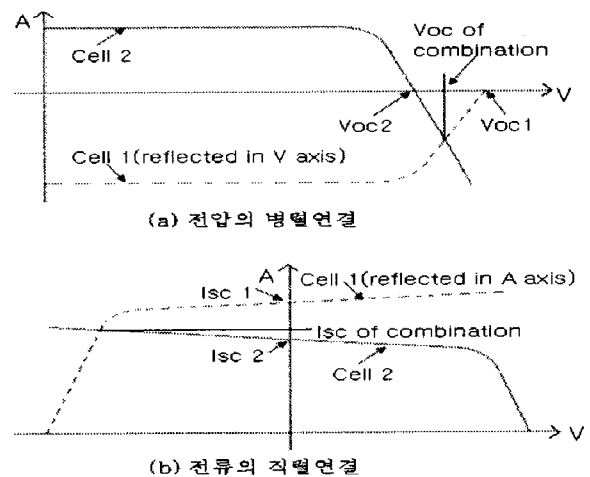 A
Voc of
combination
Cell 2
V
Voc2
Voc1
Cell 1(reflected in V axis)
(a) 전압의 병렬연결
A
Isc 1
Cell 1(reflected in A axis)
Isc of combination
Isc 2
Cell 2
V
(b) 전류의 직렬연결